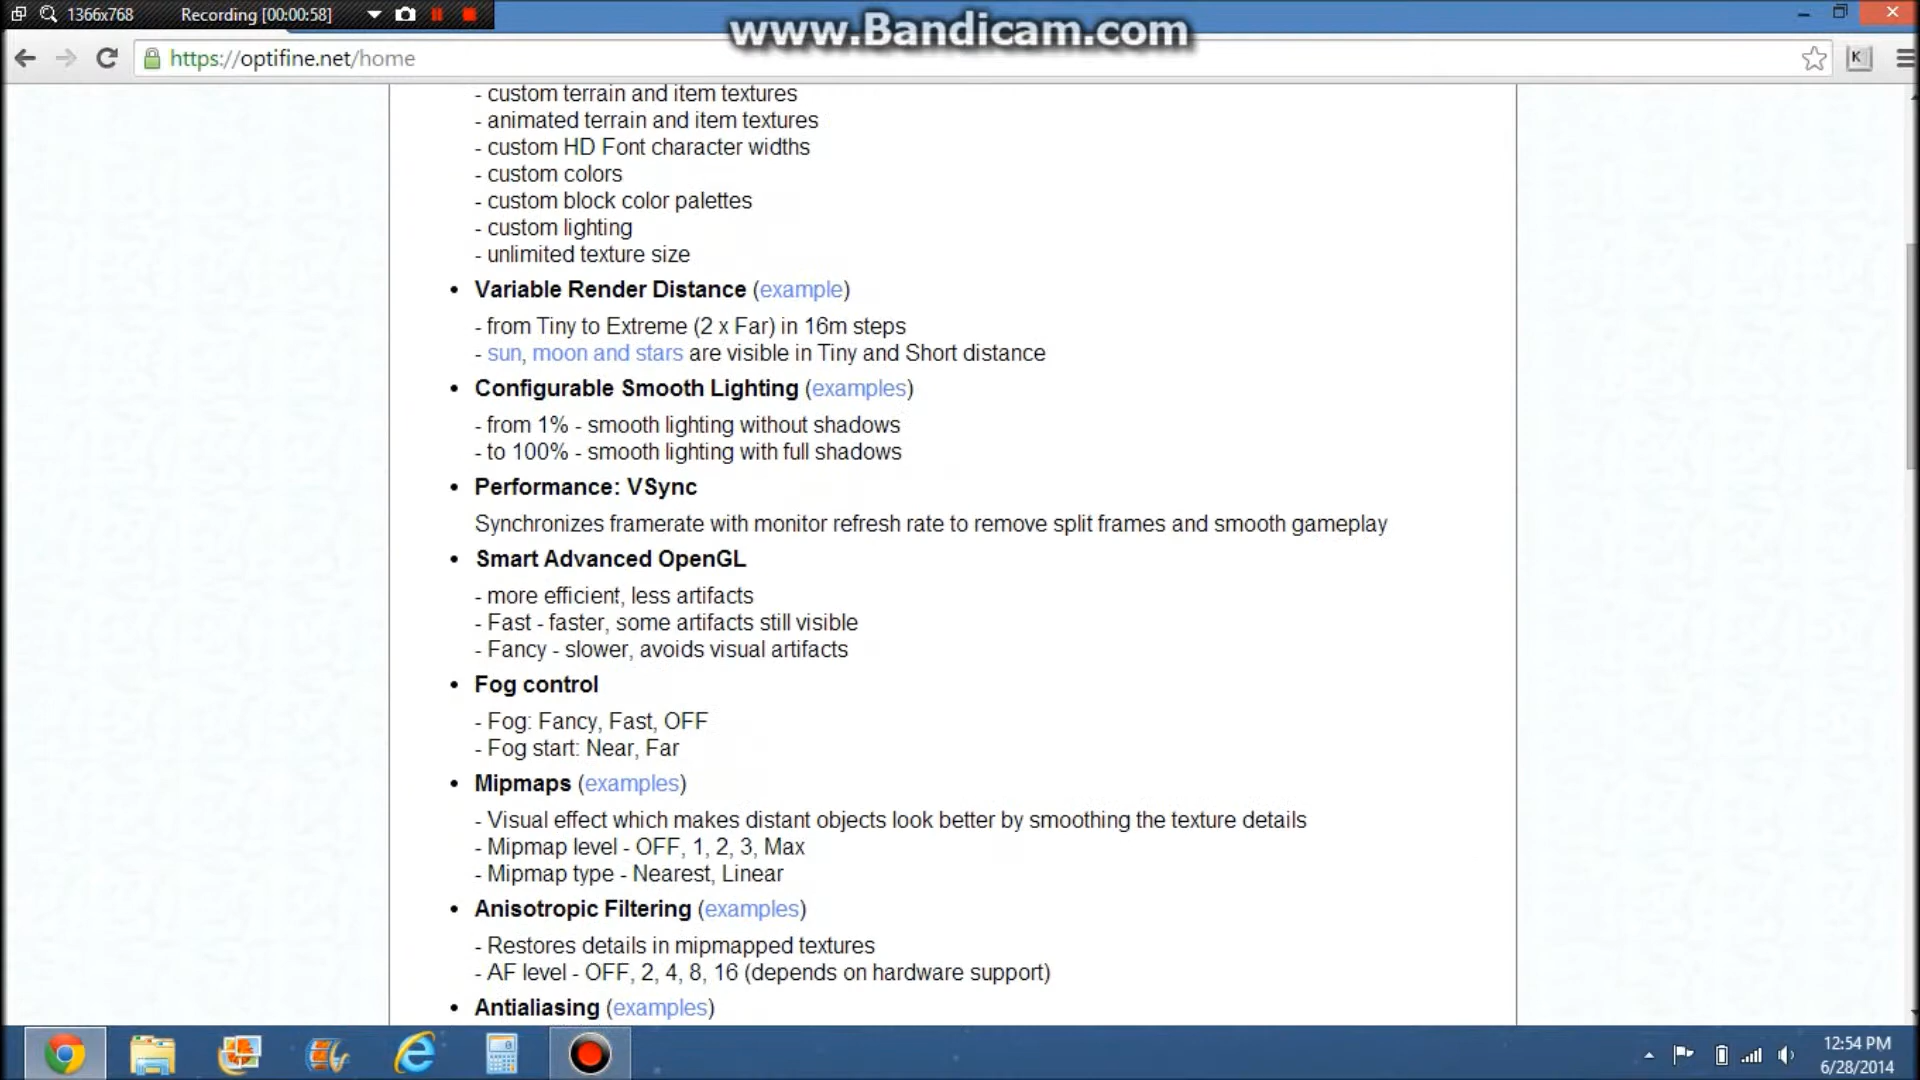 1366x768 Recording [00:00:58]
www.Bandicam.com
https://optifine.net/home
K
- custom terrain and item textures
- animated terrain and item textures
- custom HD Font character widths
- custom colors
- custom block color palettes
- custom lighting
- unlimited texture size
• Variable Render Distance (example)
- from Tiny to Extreme (2 x Far) in 16m steps
- sun, moon and stars are visible in Tiny and Short distance
• Configurable Smooth Lighting (examples)
- from 1% - smooth lighting without shadows
- to 100% - smooth lighting with full shadows
• Performance: VSync
Synchronizes framerate with monitor refresh rate to remove split frames and smooth gameplay
• Smart Advanced OpenGL
- more efficient, less artifacts
- Fast - faster, some artifacts still visible
- Fancy - slower, avoids visual artifacts
• Fog control
- Fog: Fancy, Fast, OFF
- Fog start: Near, Far
• Mipmaps (examples)
- Visual effect which makes distant objects look better by smoothing the texture details
- Mipmap level - OFF, 1, 2, 3, Max
- Mipmap type - Nearest, Linear
• Anisotropic Filtering (examples)
- Restores details in mipmapped textures
- AF level - OFF, 2, 4, 8, 16 (depends on hardware support)
• Antialiasing (examples)
12:54 PM
6/28/2014